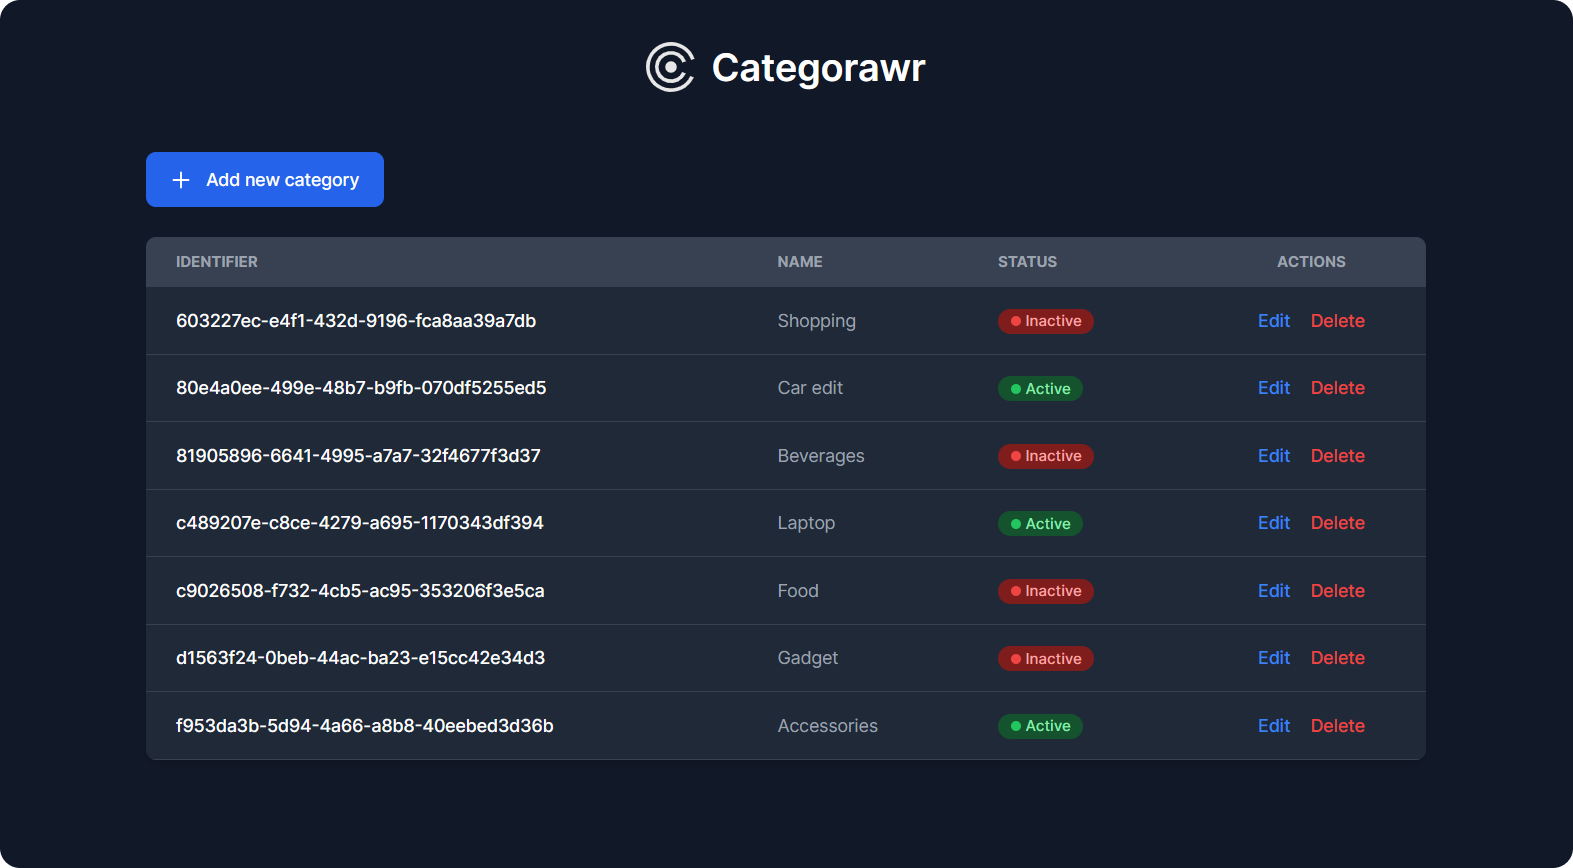 Categorawr
Add new category
IDENTIFIER NAME STATUS ACTIONS
603227ec-e4f1-432d-9196-fca8aa39a7db Shopping Inactive Edit Delete
80e4a0ee-499e-48b7-b9fb-070df5255ed5 Car edit Active Edit Delete
81905896-6641-4995-a7a7-32f4677f3d37 Beverages Inactive Edit Delete
c489207e-c8ce-4279-a695-1170343df394 Laptop Active Edit Delete
c9026508-f732-4cb5-ac95-353206f3e5ca Food Inactive Edit Delete
d1563f24-0beb-44ac-ba23-e15cc42e34d3 Gadget Inactive Edit Delete
f953da3b-5d94-4a66-a8b8-40eebed3d36b Accessories Active Edit Delete